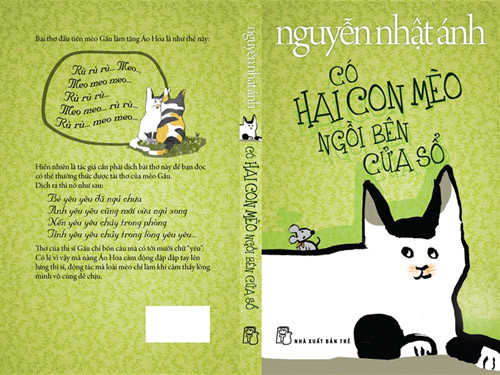 Bài thơ đầu tiên mèo Gấu làm tặng Áo Hoa là như thế này:
Rù rù rù... Meo...
Meo meo meo...
Rù rù rù...
Meo meo... rù rù...
Rù rù... meo meo...
Hiển nhiên là tác giả cần phải dịch bài thơ này để bạn đọc
có thể thưởng thức được tài thơ của mèo Gấu.
Dịch ra thì nó như sau:
Bé yêu yêu đã ngủ chưa
Anh yêu yêu cũng mới vừa ngủ xong
Nến yêu yêu chảy trong phòng
Tình yêu yêu chảy trong lòng yêu yêu...
Thơ của thi sĩ Gấu chỉ bốn câu mà có tới mười chữ "yêu".
Có lẽ vì vậy mà nàng Áo Hoa cảm động đập đập tay lên
lưng thi sĩ, động tác mà loài mèo chỉ làm khi cảm thấy lòng
mình vô cùng dễ chịu.
nguyễn nhật ánh
CÓ HAI CON MÈO NGỒI BÊN CỬA SỔ
nguyễn nhật ánh
CÓ
HAI CON MÈO
NGỒI BÊN
CỬA SỔ
NHÀ XUẤT BẢN TRẺ